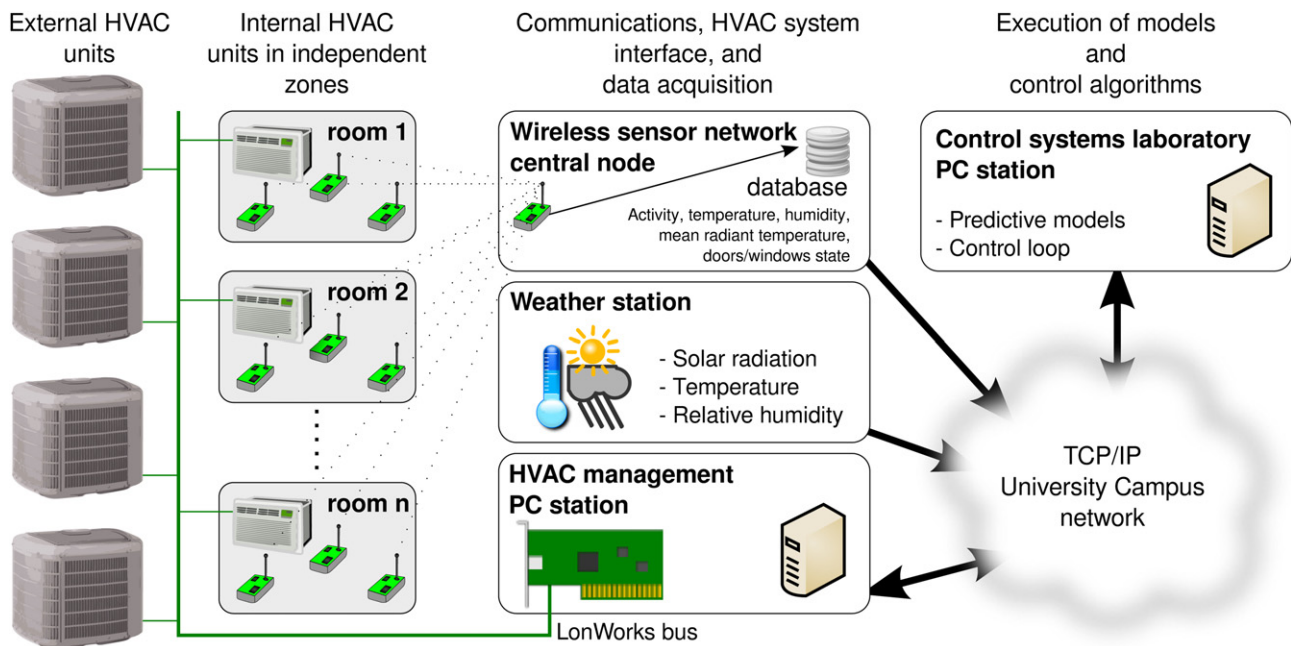 External HVAC
units
Internal HVAC
units in independent
zones
Communications, HVAC system
interface, and
data acquisition
Execution of models
and
control algorithms
room 1
room 2
room n
Wireless sensor network
central node
database
Activity, temperature, humidity,
mean radiant temperature,
doors/windows state
Weather station
- Solar radiation
- Temperature
- Relative humidity
HVAC management
PC station
LonWorks bus
Control systems laboratory
PC station
- Predictive models
- Control loop
TCP/IP
University Campus
network